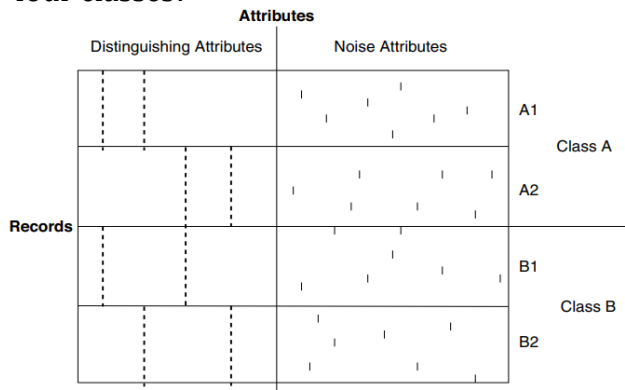 four classes?
Attributes
Distinguishing Attributes
Noise Attributes
A1
Class A
A2
Records
B1
Class B
B2